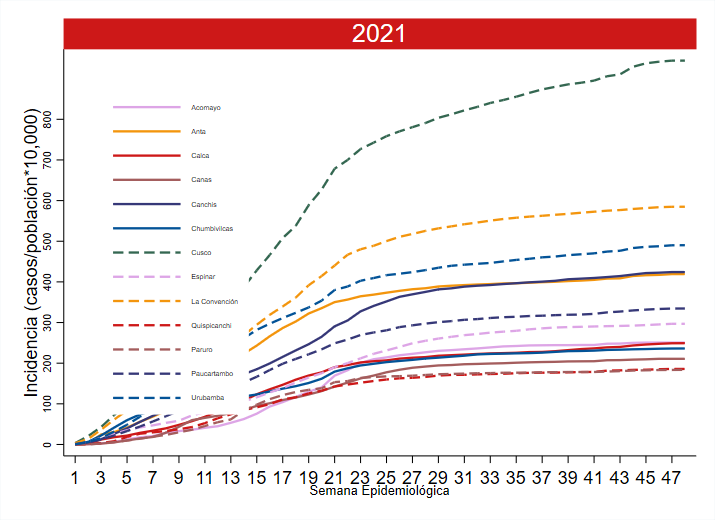 2021
Incidencia (casos/población*10,000)
800
700
600
500
400
300
200
100
0
Acomayo
Anta
Calca
Canas
Canchis
Chumbivilcas
Cusco
Espinar
La Convención
Quispicanchi
Paruro
Paucartambo
Urubamba
1 3 5 7 9 11 13 15 17 19 21 23 25 27 29 31 33 35 37 39 41 43 45 47
Semana Epidemiológica